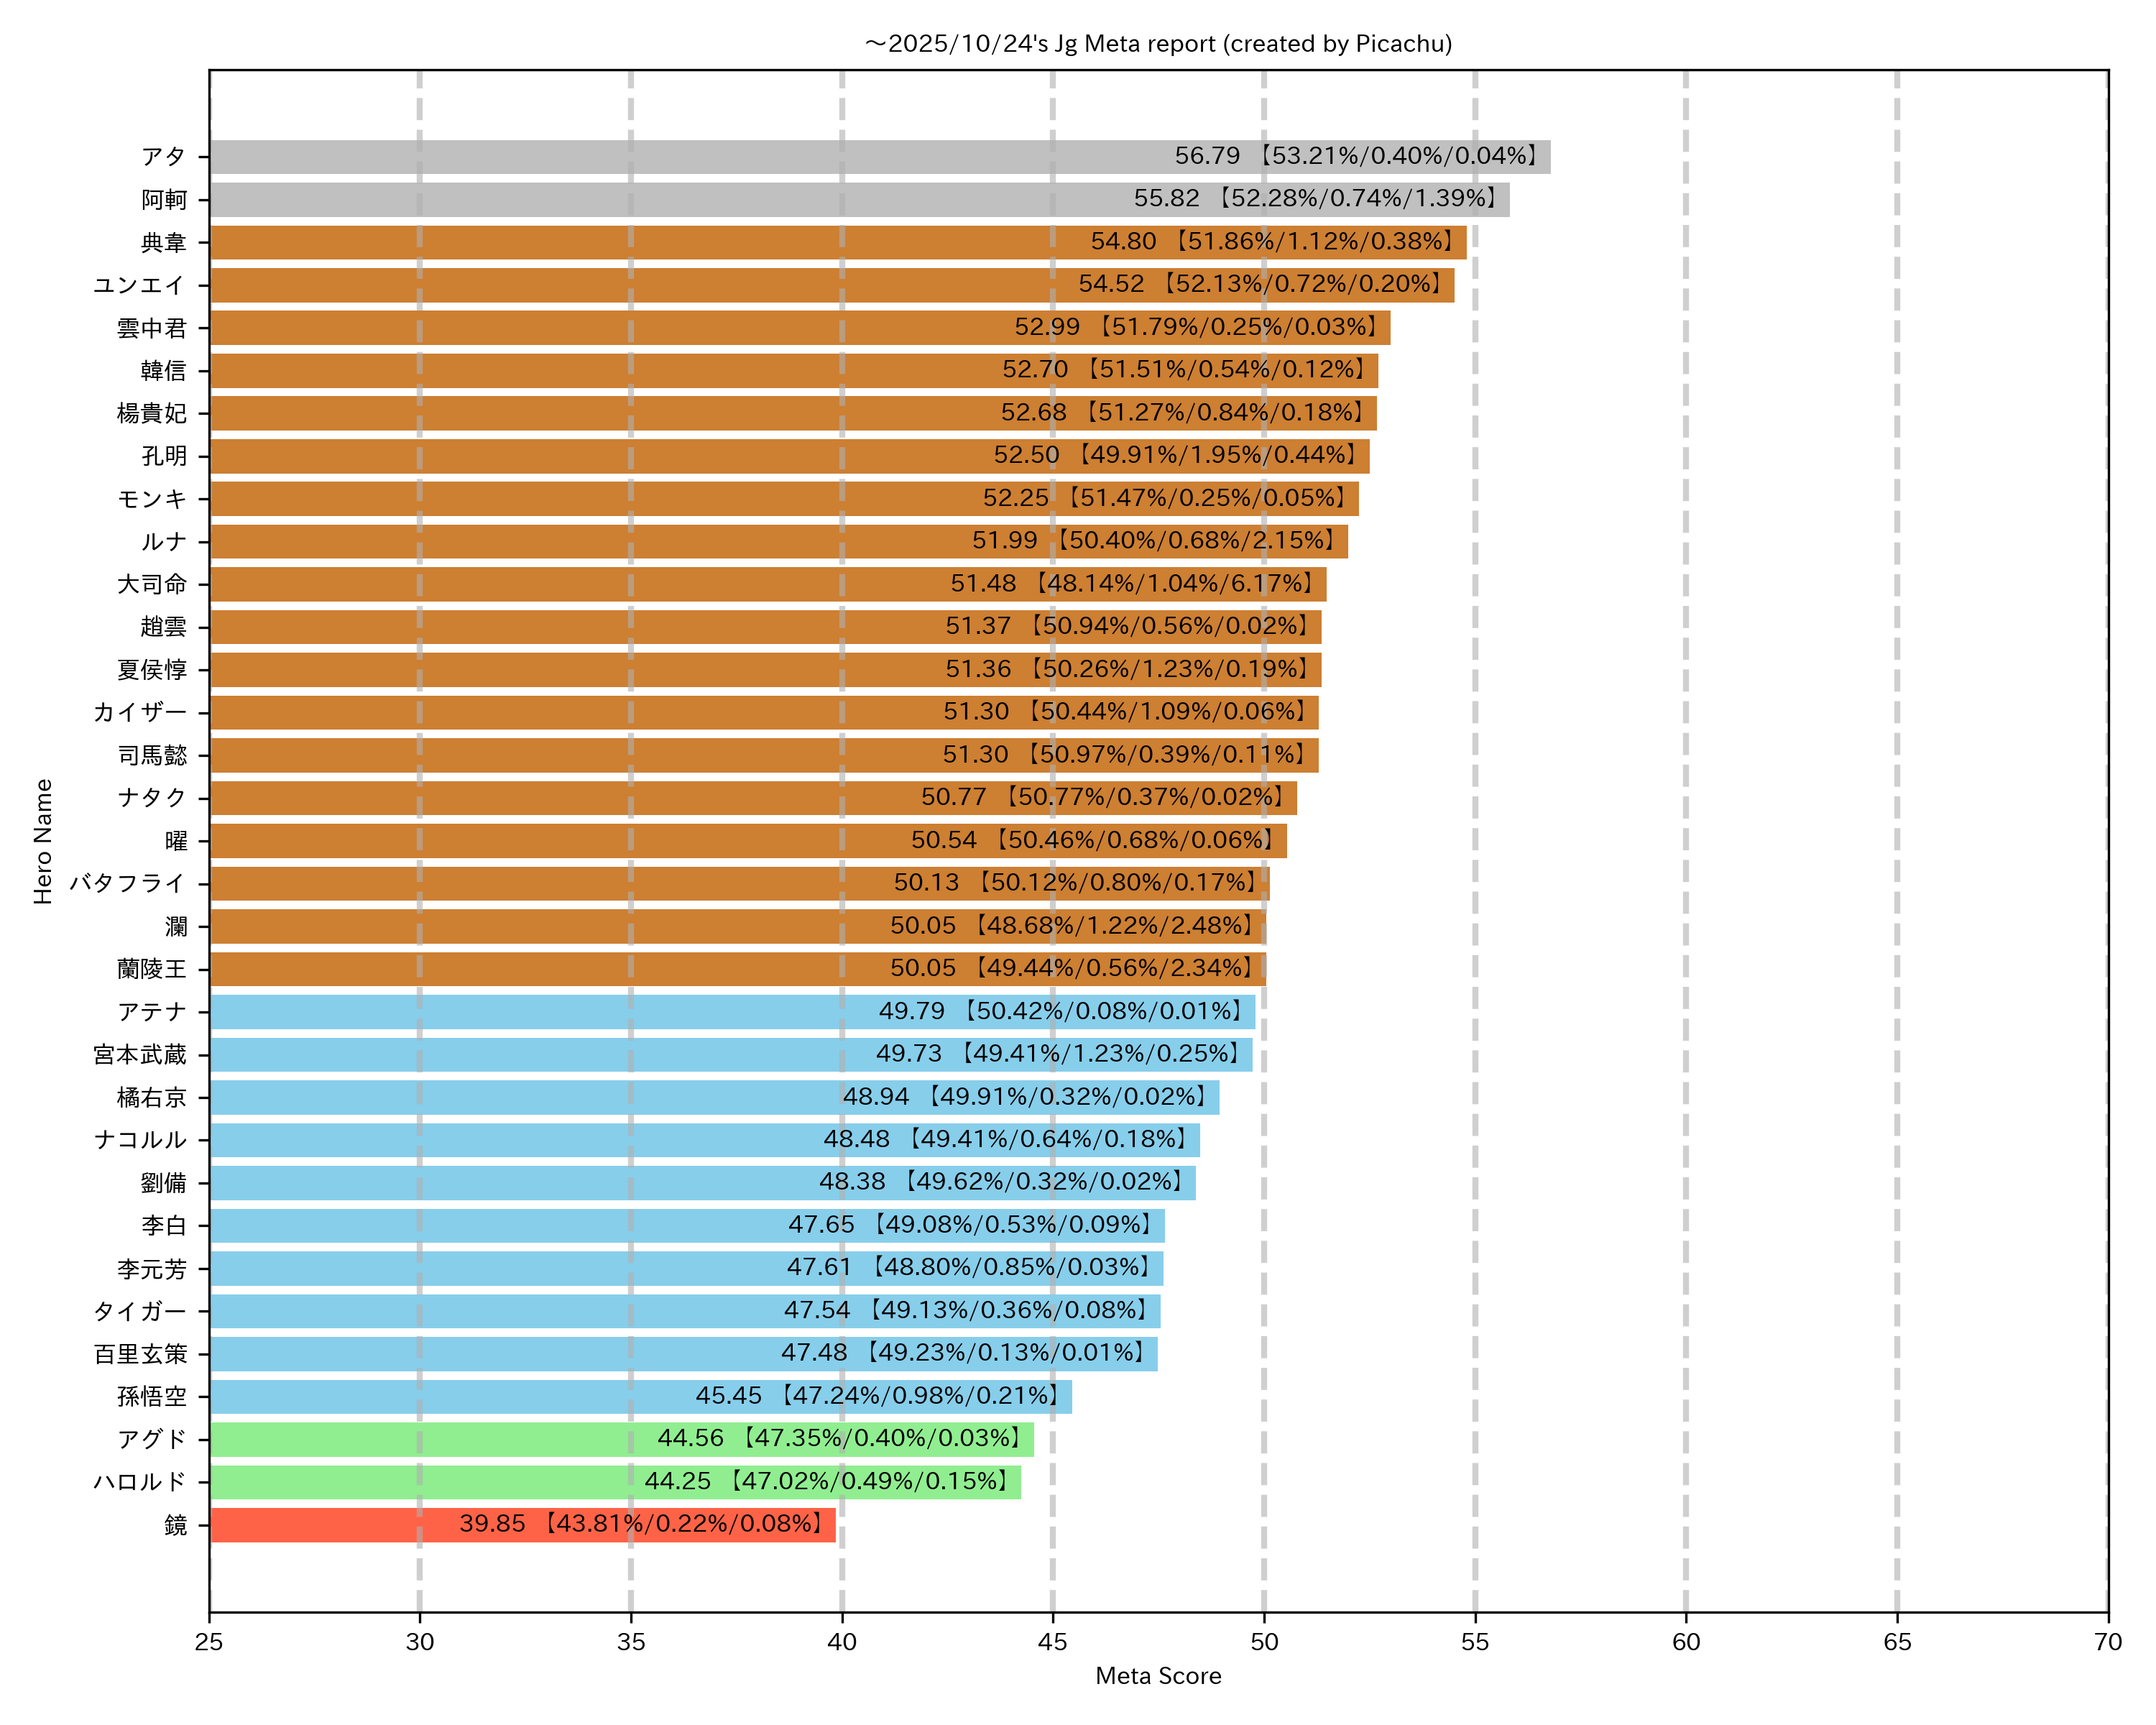 ～2025/10/24's Jg Meta report (created by Picachu)
アタ 56.79 【53.21%/0.40%/0.04%】
阿軻 55.82 【52.28%/0.74%/1.39%】
典韋 54.80 【51.86%/1.12%/0.38%】
ユンエイ 54.52 【52.13%/0.72%/0.20%】
雲中君 52.99 【51.79%/0.25%/0.03%】
韓信 52.70 【51.51%/0.54%/0.12%】
楊貴妃 52.68 【51.27%/0.84%/0.18%】
孔明 52.50 【49.91%/1.95%/0.44%】
モンキ 52.25 【51.47%/0.25%/0.05%】
ルナ 51.99 【50.40%/0.68%/2.15%】
大司命 51.48 【48.14%/1.04%/6.17%】
趙雲 51.37 【50.94%/0.56%/0.02%】
夏侯惇 51.36 【50.26%/1.23%/0.19%】
カイザー 51.30 【50.44%/1.09%/0.06%】
司馬懿 51.30 【50.97%/0.39%/0.11%】
ナタク 50.77 【50.77%/0.37%/0.02%】
曜 50.54 【50.46%/0.68%/0.06%】
バタフライ 50.13 【50.12%/0.80%/0.17%】
瀾 50.05 【48.68%/1.22%/2.48%】
蘭陵王 50.05 【49.44%/0.56%/2.34%】
アテナ 49.79 【50.42%/0.08%/0.01%】
宮本武蔵 49.73 【49.41%/1.23%/0.25%】
橘右京 48.94 【49.91%/0.32%/0.02%】
ナコルル 48.48 【49.41%/0.64%/0.18%】
劉備 48.38 【49.62%/0.32%/0.02%】
李白 47.65 【49.08%/0.53%/0.09%】
李元芳 47.61 【48.80%/0.85%/0.03%】
タイガー 47.54 【49.13%/0.36%/0.08%】
百里玄策 47.48 【49.23%/0.13%/0.01%】
孫悟空 45.45 【47.24%/0.98%/0.21%】
アグド 44.56 【47.35%/0.40%/0.03%】
ハロルド 44.25 【47.02%/0.49%/0.15%】
鏡 39.85 【43.81%/0.22%/0.08%】
Hero Name
25 30 35 40 45 50 55 60 65 70
Meta Score